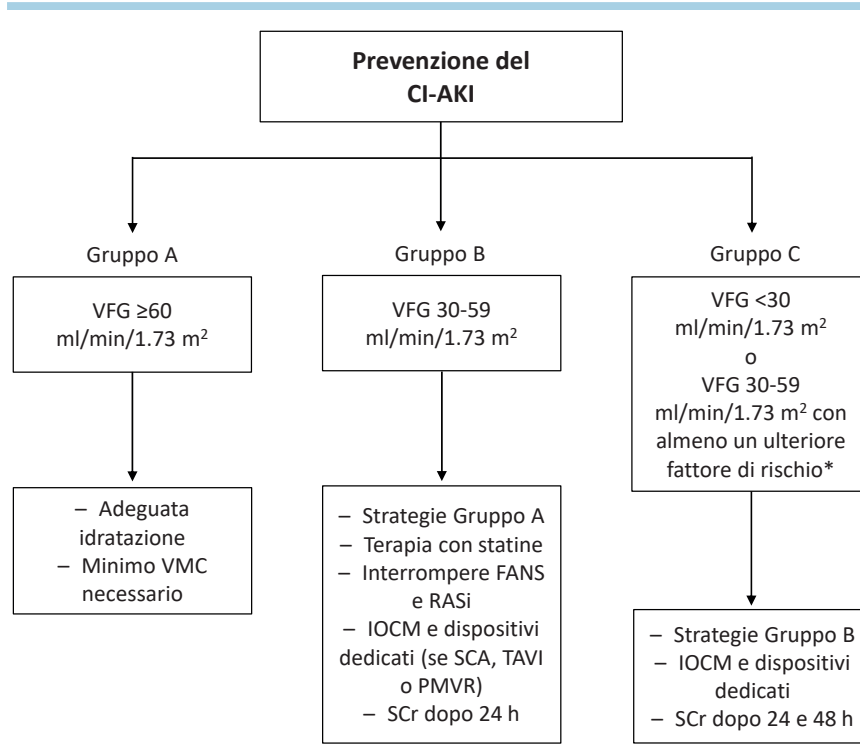 Prevenzione del
CI-AKI
Gruppo A
VFG ≥60
ml/min/1.73 m²
– Adeguata
idratazione
– Minimo VMC
necessario
Gruppo B
VFG 30-59
ml/min/1.73 m²
– Strategie Gruppo A
– Terapia con statine
– Interrompere FANS
e RASi
– IOCM e dispositivi
dedicati (se SCA, TAVI
o PMVR)
– SCr dopo 24 h
Gruppo C
VFG <30
ml/min/1.73 m²
o
VFG 30-59
ml/min/1.73 m² con
almeno un ulteriore
fattore di rischio*
– Strategie Gruppo B
– IOCM e dispositivi
dedicati
– SCr dopo 24 e 48 h